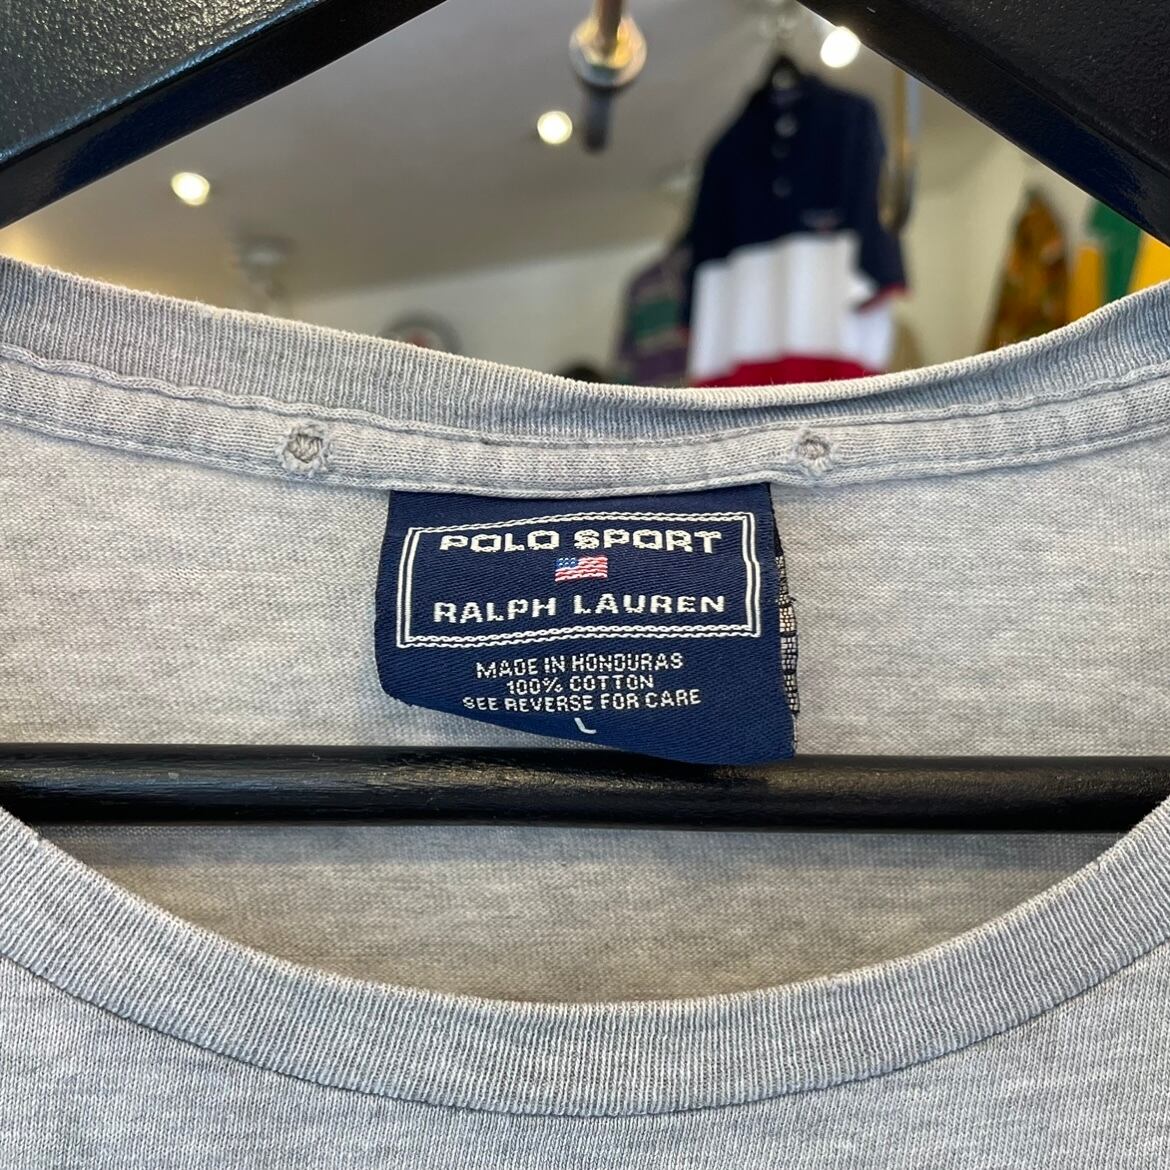 POLO SPORT
RALPH LAUREN
MADE IN HONDURAS
100% COTTON
SEE REVERSE FOR CARE
L